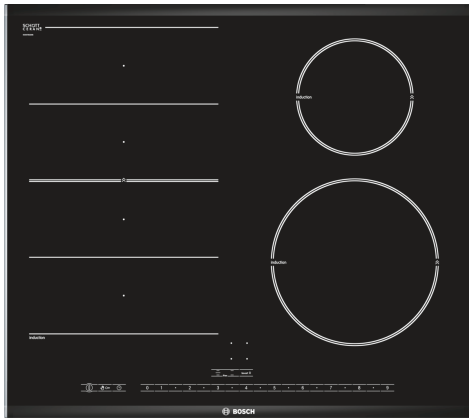 SCHOTT
CERAN®
induction
induction
induction
0 1 2 3 4 5 6 7 8 9
BOSCH